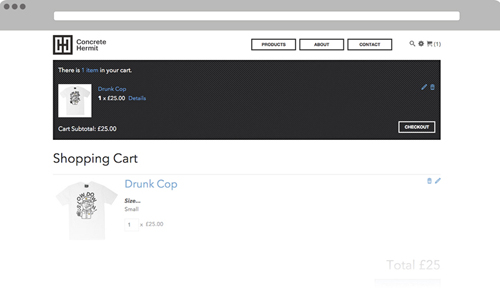 Concrete
Hermit
PRODUCTS
ABOUT
CONTACT
(1)
There is 1 item in your cart.
Drunk Cop
1 x £25.00 Details
Cart Subtotal: £25.00
CHECKOUT
Shopping Cart
Drunk Cop
Size...
Small
1 x £25.00
Total £25